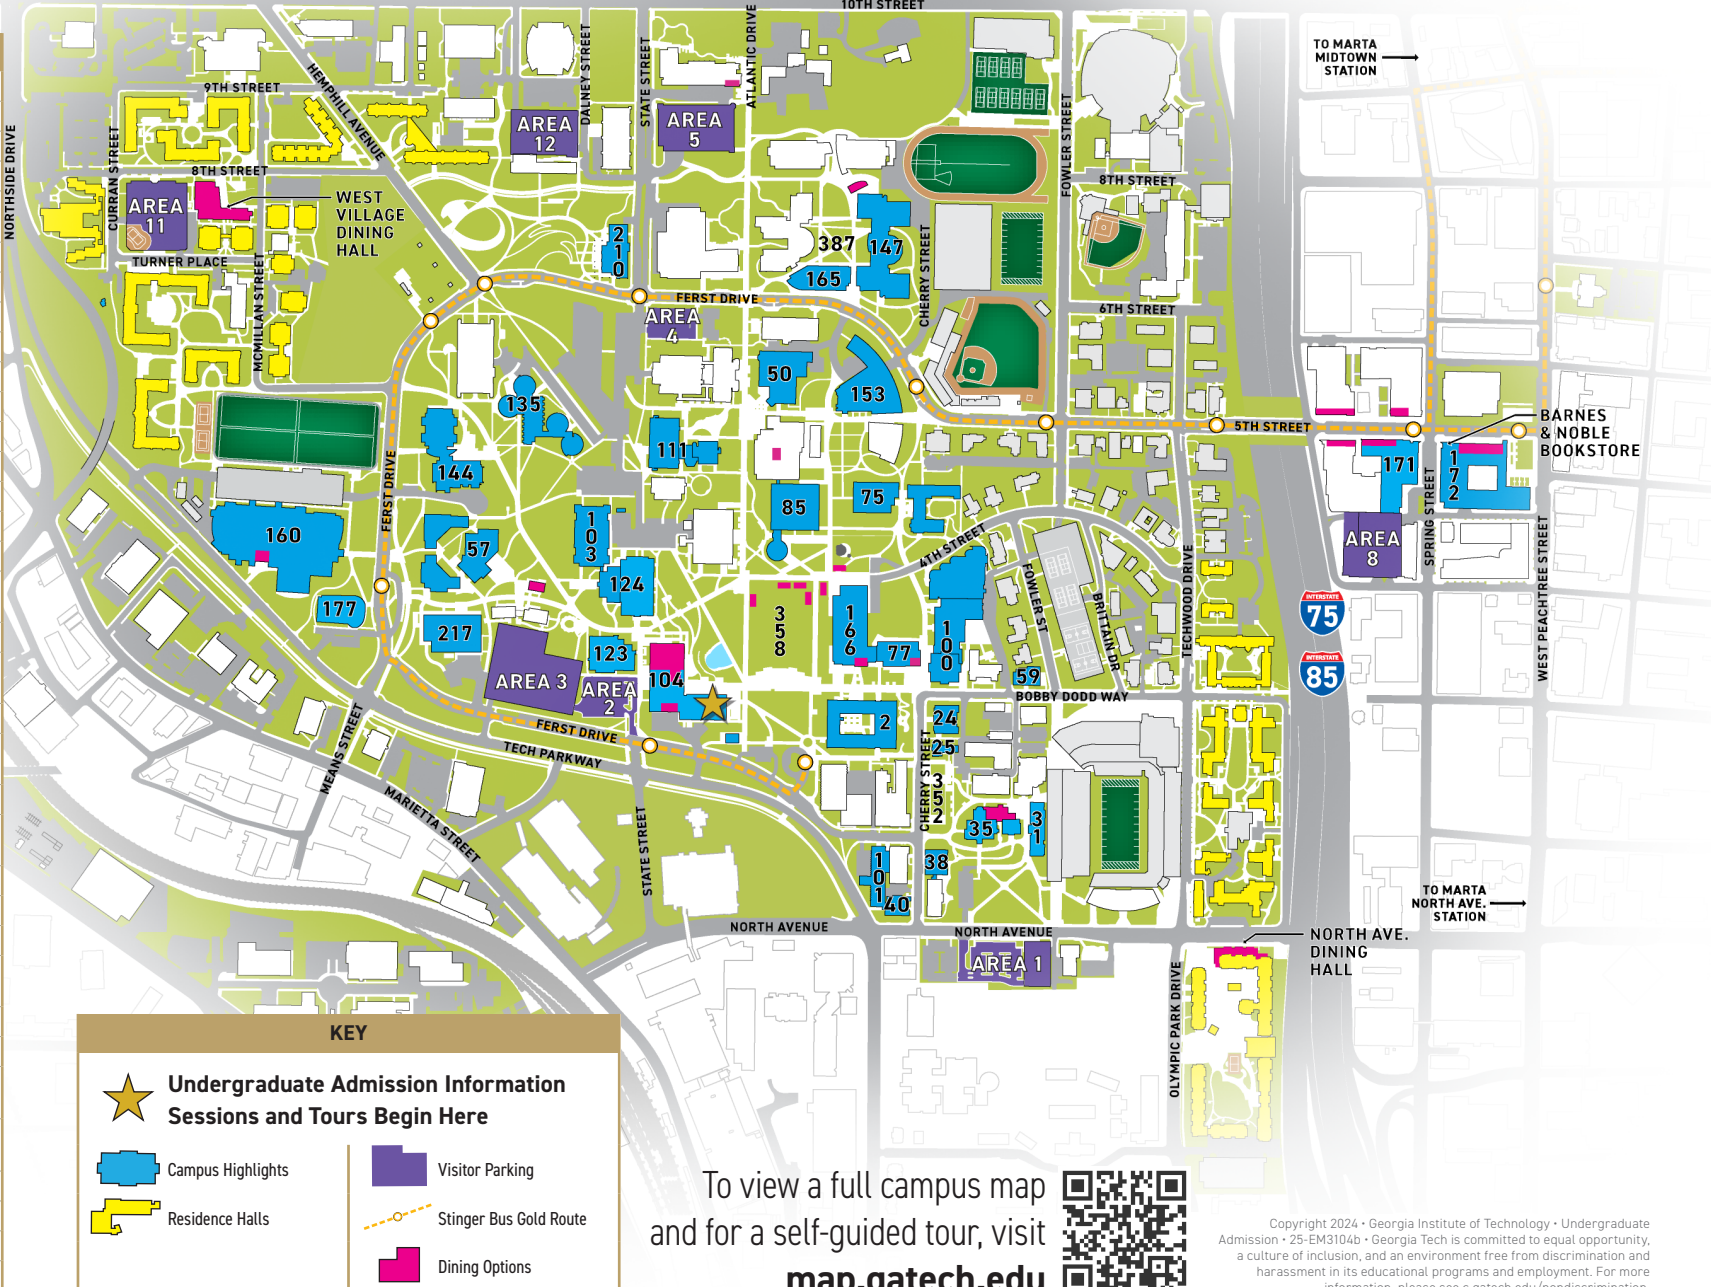 10TH STREET
TO MARTA
MIDTOWN
STATION
NORTHSIDE DRIVE
CURRAN STREET
9TH STREET
HEMPHILL AVENUE
DALNEY STREET
STATE STREET
ATLANTIC DRIVE
FOWLER STREET
AREA
12
AREA
5
8TH STREET
8TH STREET
AREA
11
WEST
VILLAGE
DINING
HALL
TURNER PLACE
MCMILLAN STREET
210
387
147
165
CHERRY STREET
FERST DRIVE
6TH STREET
AREA
4
50
153
135
111
144
FERST DRIVE
5TH STREET
BARNES
& NOBLE
BOOKSTORE
171
172
SPRING STREET
WEST PEACHTREE STREET
AREA
8
85
75
103
160
57
4TH STREET
124
177
217
123
358
166
77
100
FOWLER ST
BRITTAIN DR
TECHWOOD DRIVE
INTERSTATE
75
INTERSTATE
85
59
BOBBY DODD WAY
AREA 3
AREA
2
104
2
24
25
352
CHERRY STREET
FERST DRIVE
TECH PARKWAY
MEANS STREET
MARIETTA STREET
STATE STREET
35
31
38
101
40
TO MARTA
NORTH AVE.
STATION
NORTH AVENUE
NORTH AVENUE
AREA 1
NORTH AVE.
DINING
HALL
OLYMPIC PARK DRIVE
KEY
Undergraduate Admission Information
Sessions and Tours Begin Here
Campus Highlights
Residence Halls
Visitor Parking
Stinger Bus Gold Route
Dining Options
To view a full campus map
and for a self-guided tour, visit
map.gatech.edu
Copyright 2024 • Georgia Institute of Technology • Undergraduate
Admission • 25-EM3104b • Georgia Tech is committed to equal opportunity,
a culture of inclusion, and an environment free from discrimination and
harassment in its educational programs and employment. For more